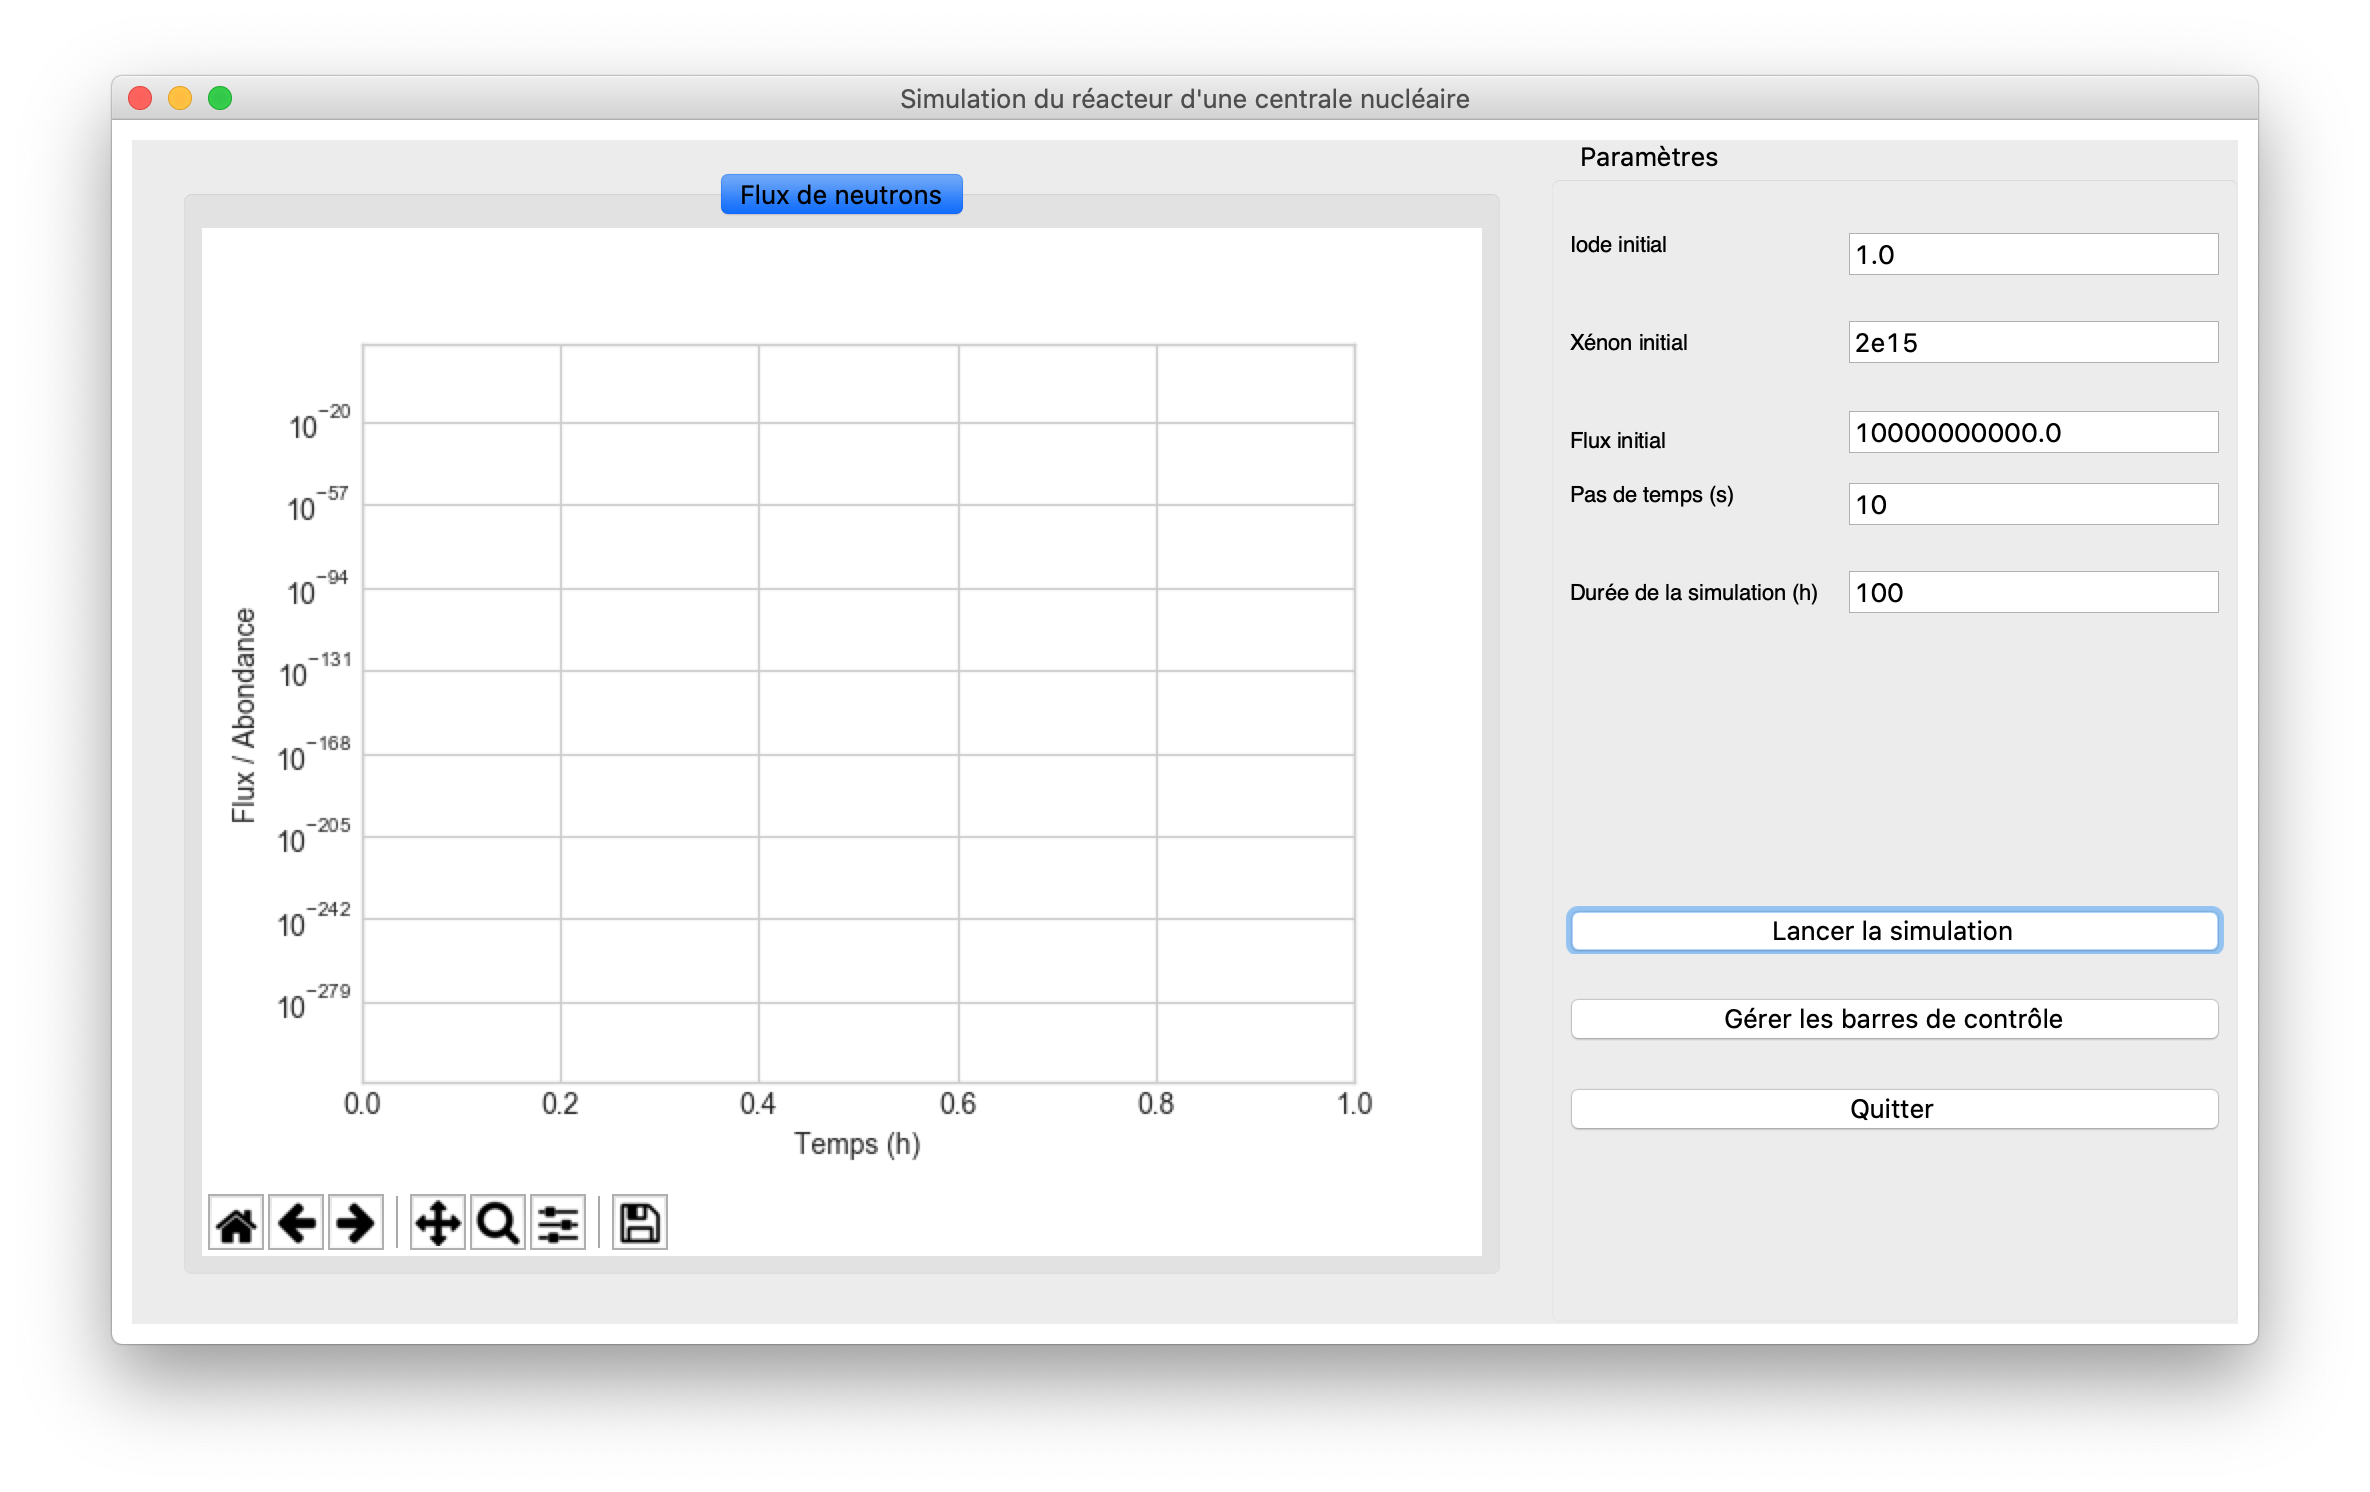 Simulation du réacteur d'une centrale nucléaire
Flux de neutrons
Flux / Abondance
10^−20
10^−57
10^−94
10^−131
10^−168
10^−205
10^−242
10^−279
0.0 0.2 0.4 0.6 0.8 1.0
Temps (h)
Paramètres
Iode initial 1.0
Xénon initial 2e15
Flux initial 10000000000.0
Pas de temps (s) 10
Durée de la simulation (h) 100
Lancer la simulation
Gérer les barres de contrôle
Quitter